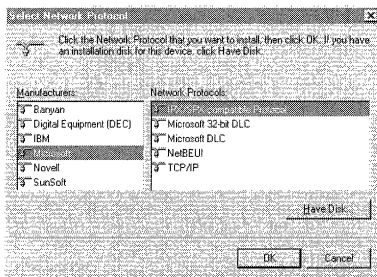 Select Network Protocol
Click the Network Protocol that you want to install, then click OK. If you have
an installation disk for this device, click Have Disk.
Manufacturers:
Banyan
Digital Equipment (DEC)
IBM
Microsoft
Novell
SunSoft
Network Protocols:
IPX/SPX-compatible Protocol
Microsoft 32-bit DLC
Microsoft DLC
NetBEUI
TCP/IP
Have Disk...
OK
Cancel